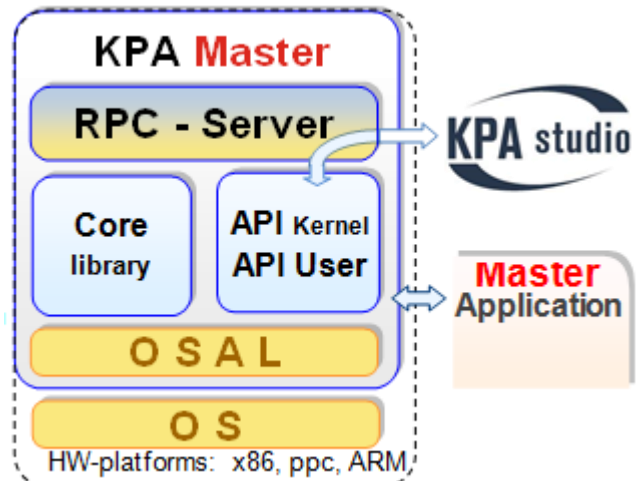 KPA Master
RPC - Server
KPA studio
Core
library
API Kernel
API User
Master
Application
O S A L
O S
HW-platforms: x86, ppc, ARM